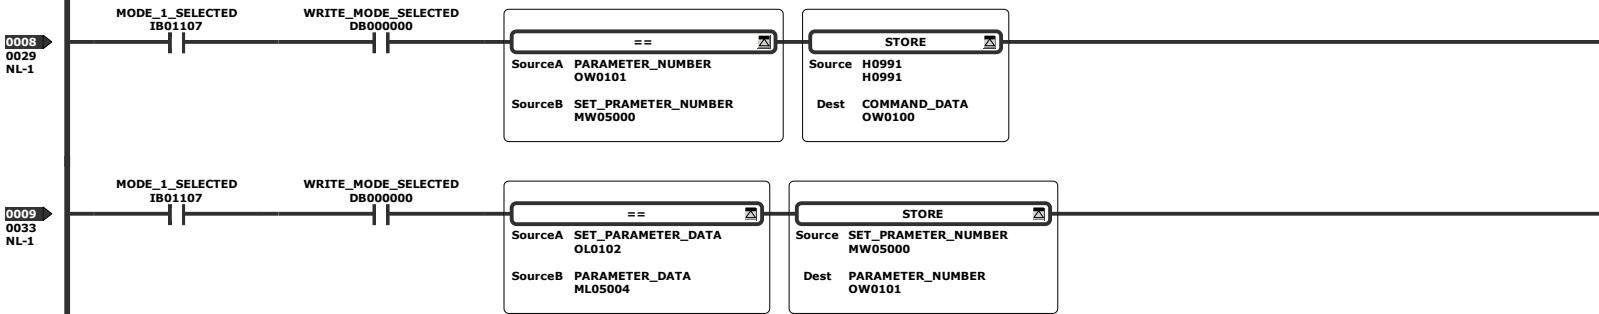 MODE_1_SELECTED WRITE_MODE_SELECTED
IB01107 DB000000
0008 == STORE
0029 SourceA PARAMETER_NUMBER Source H0991
NL-1 OW0101 H0991
SourceB SET_PRAMETER_NUMBER Dest COMMAND_DATA
MW05000 OW0100
MODE_1_SELECTED WRITE_MODE_SELECTED
IB01107 DB000000
0009 == STORE
0033 SourceA SET_PARAMETER_DATA Source SET_PRAMETER_NUMBER
NL-1 OL0102 MW05000
SourceB PARAMETER_DATA Dest PARAMETER_NUMBER
ML05004 OW0101